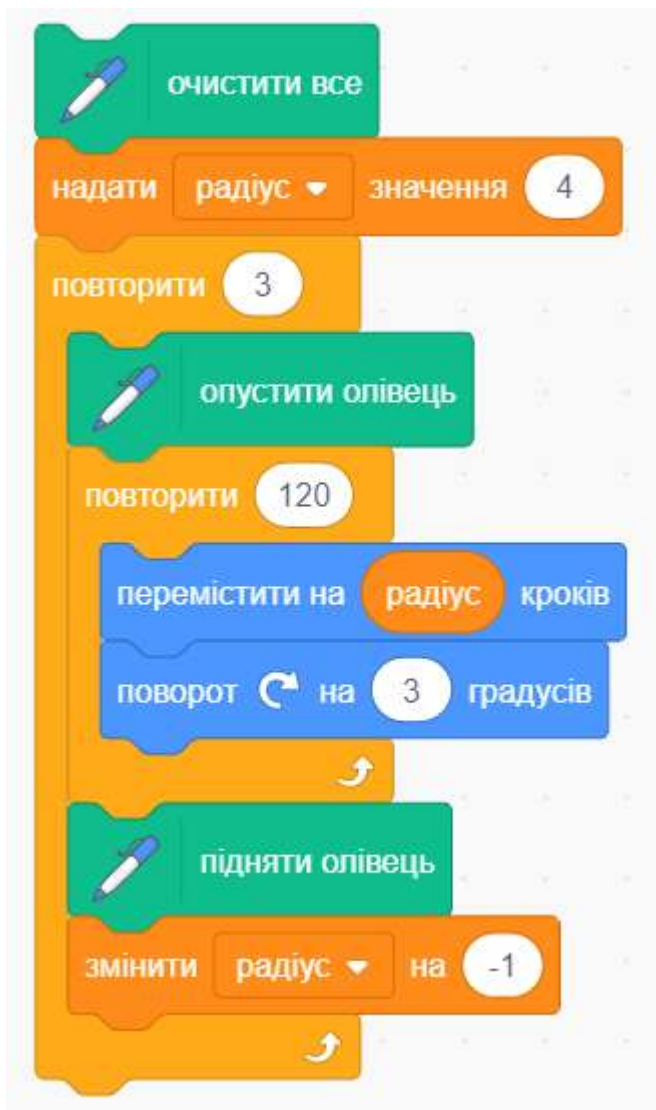 очистити все
надати радіус значення 4
повторити 3
опустити олівець
повторити 120
перемістити на радіус кроків
поворот на 3 градусів
підняти олівець
змінити радіус на -1